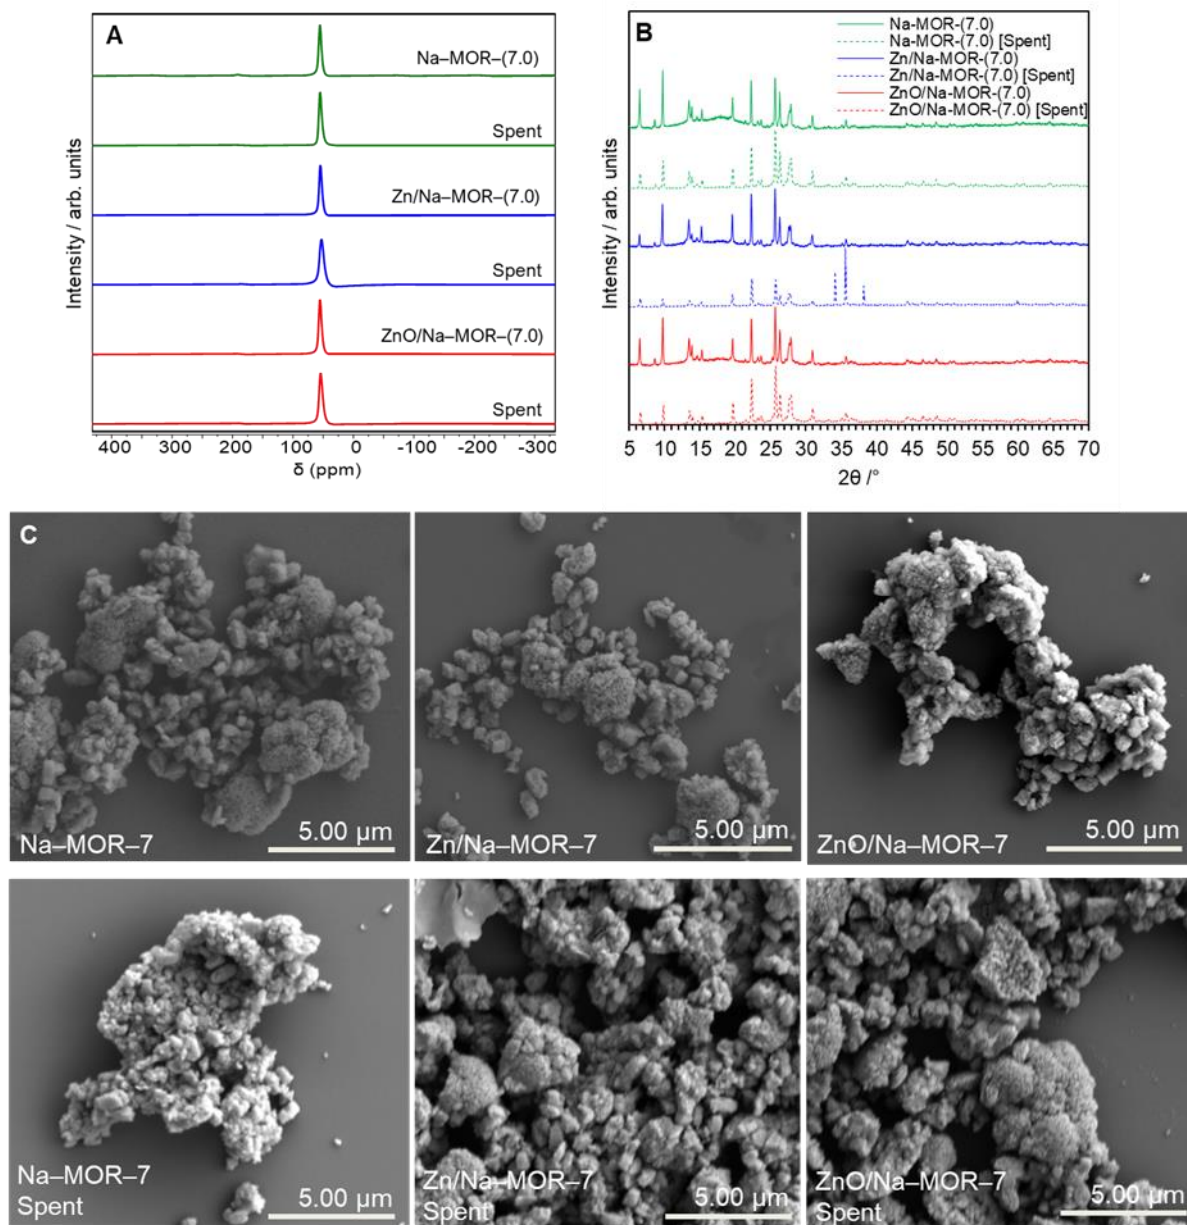 A
Na–MOR–(7.0)
Spent
Zn/Na–MOR–(7.0)
Spent
ZnO/Na–MOR–(7.0)
Spent
Intensity / arb. units
400 300 200 100 0 -100 -200 -300
δ (ppm)
B
Na-MOR-(7.0)
Na-MOR-(7.0) [Spent]
Zn/Na-MOR-(7.0)
Zn/Na-MOR-(7.0) [Spent]
ZnO/Na-MOR-(7.0)
ZnO/Na-MOR-(7.0) [Spent]
Intensity / arb. units
5 10 15 20 25 30 35 40 45 50 55 60 65 70
2θ /°
C
Na–MOR–7
5.00 μm
Zn/Na–MOR–7
5.00 μm
ZnO/Na–MOR–7
5.00 μm
Na–MOR–7
Spent
5.00 μm
Zn/Na–MOR–7
Spent
5.00 μm
ZnO/Na–MOR–7
Spent
5.00 μm